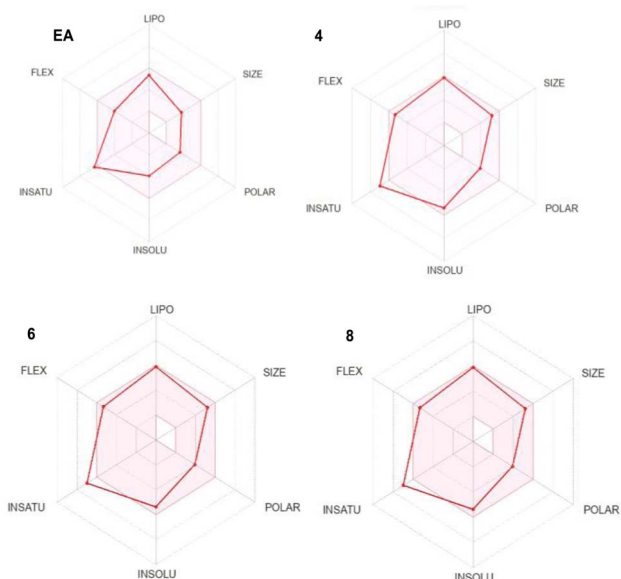 EA
LIPO
FLEX
SIZE
INSATU
POLAR
INSOLU
4
LIPO
FLEX
SIZE
INSATU
POLAR
INSOLU
6
LIPO
FLEX
SIZE
INSATU
POLAR
INSOLU
8
LIPO
FLEX
SIZE
INSATU
POLAR
INSOLU